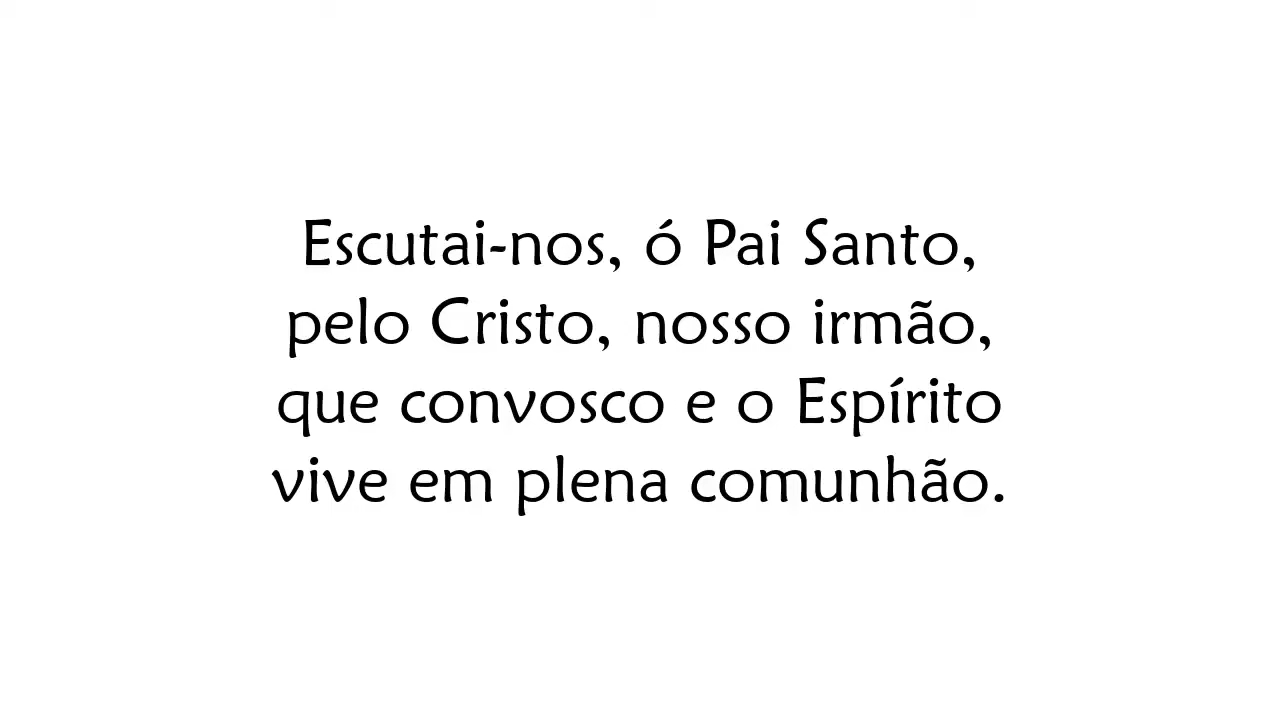 Escutai-nos, ó Pai Santo,
pelo Cristo, nosso irmão,
que convosco e o Espírito
vive em plena comunhão.